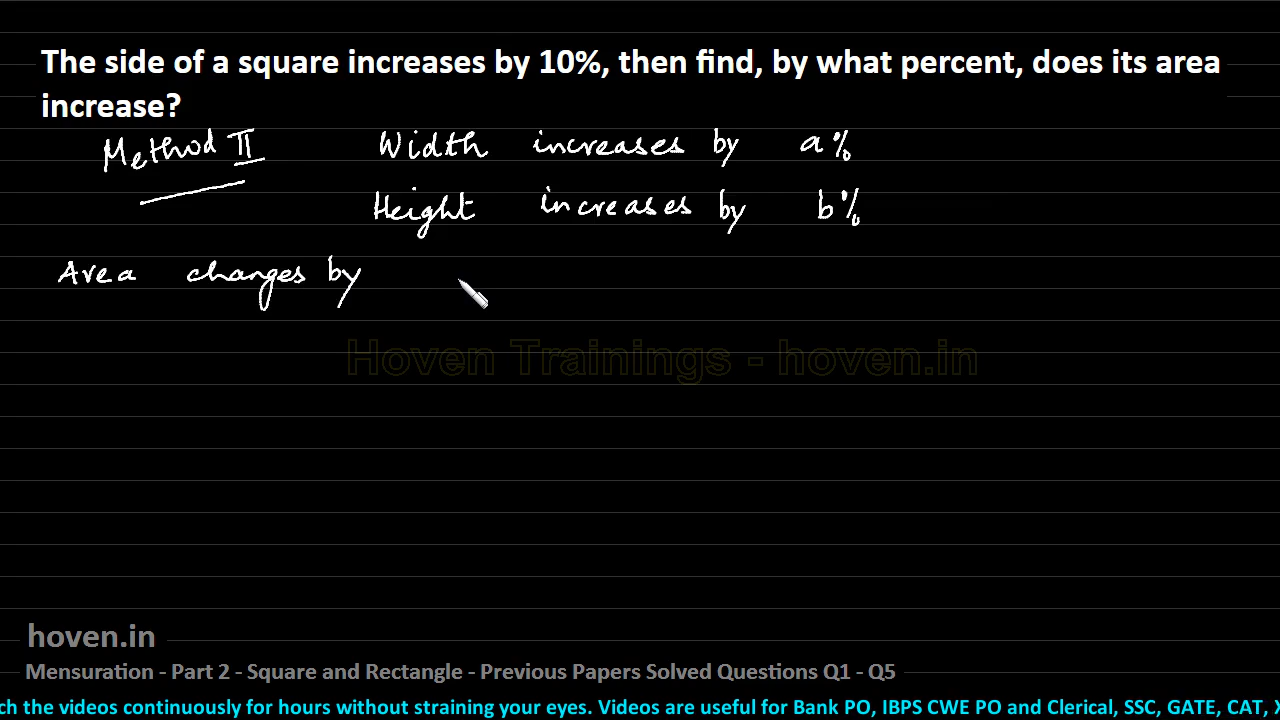 The side of a square increases by 10%, then find, by what percent, does its area
increase?
Method II Width increases by a%
Height increases by b%
Area changes by
Hoven Trainings - hoven.in
hoven.in
Mensuration - Part 2 - Square and Rectangle - Previous Papers Solved Questions Q1 - Q5
ch the videos continuously for hours without straining your eyes. Videos are useful for Bank PO, IBPS CWE PO and Clerical, SSC, GATE, CAT,